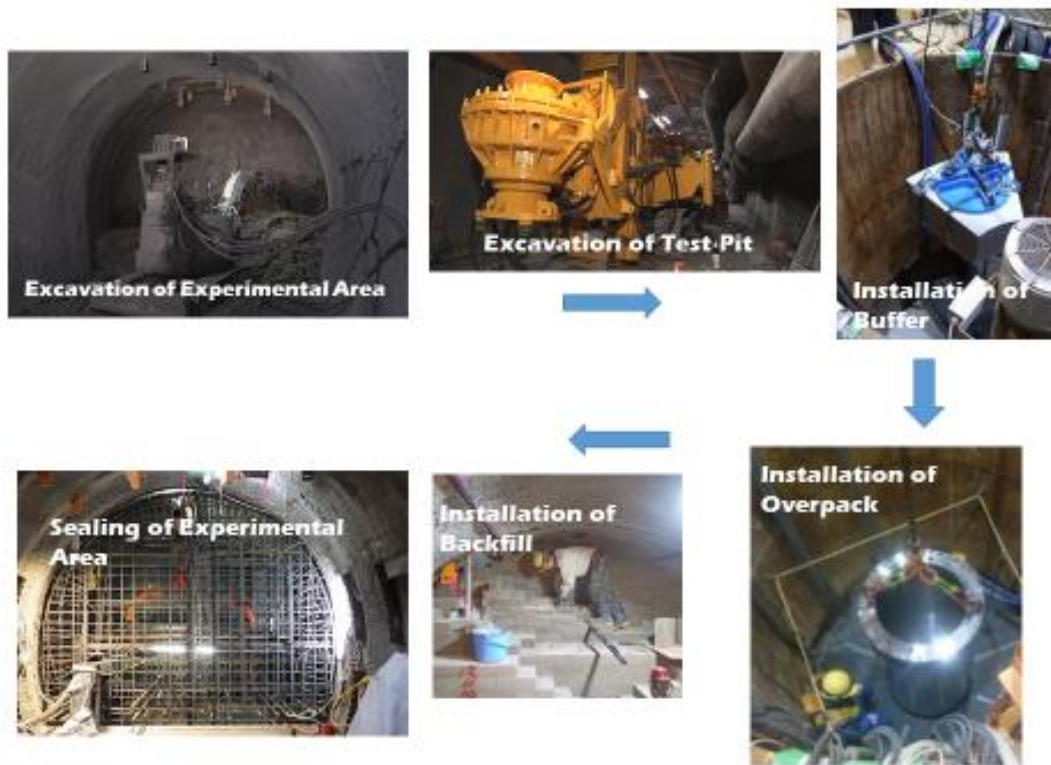 Excavation of Experimental Area
Excavation of Test Pit
Installation of
Buffer
Installation of
Overpack
Installation of
Backfill
Sealing of Experimental
Area